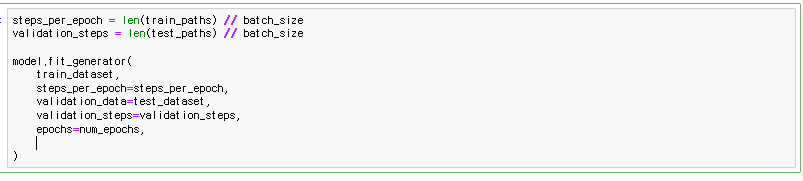 steps_per_epoch = len(train_paths) // batch_size
validation_steps = len(test_paths) // batch_size
model.fit_generator(
train_dataset,
steps_per_epoch=steps_per_epoch,
validation_data=test_dataset,
validation_steps=validation_steps,
epochs=num_epochs,
)